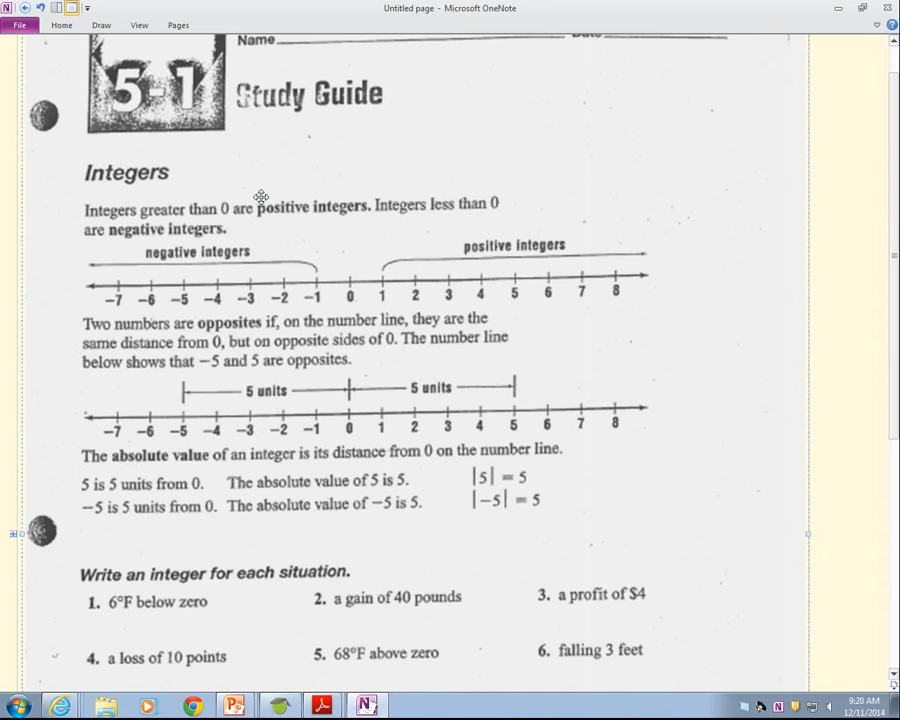 Untitled page - Microsoft OneNote
File Home Draw View Pages
Name
5-1
Study Guide
Integers
Integers greater than 0 are positive integers. Integers less than 0
are negative integers.
negative integers positive integers
−7 −6 −5 −4 −3 −2 −1 0 1 2 3 4 5 6 7 8
Two numbers are opposites if, on the number line, they are the
same distance from 0, but on opposite sides of 0. The number line
below shows that −5 and 5 are opposites.
5 units 5 units
−7 −6 −5 −4 −3 −2 −1 0 1 2 3 4 5 6 7 8
The absolute value of an integer is its distance from 0 on the number line.
5 is 5 units from 0. The absolute value of 5 is 5. |5| = 5
−5 is 5 units from 0. The absolute value of −5 is 5. |−5| = 5
Write an integer for each situation.
1. 6°F below zero 2. a gain of 40 pounds 3. a profit of $4
4. a loss of 10 points 5. 68°F above zero 6. falling 3 feet
9:20 AM
12/11/2014